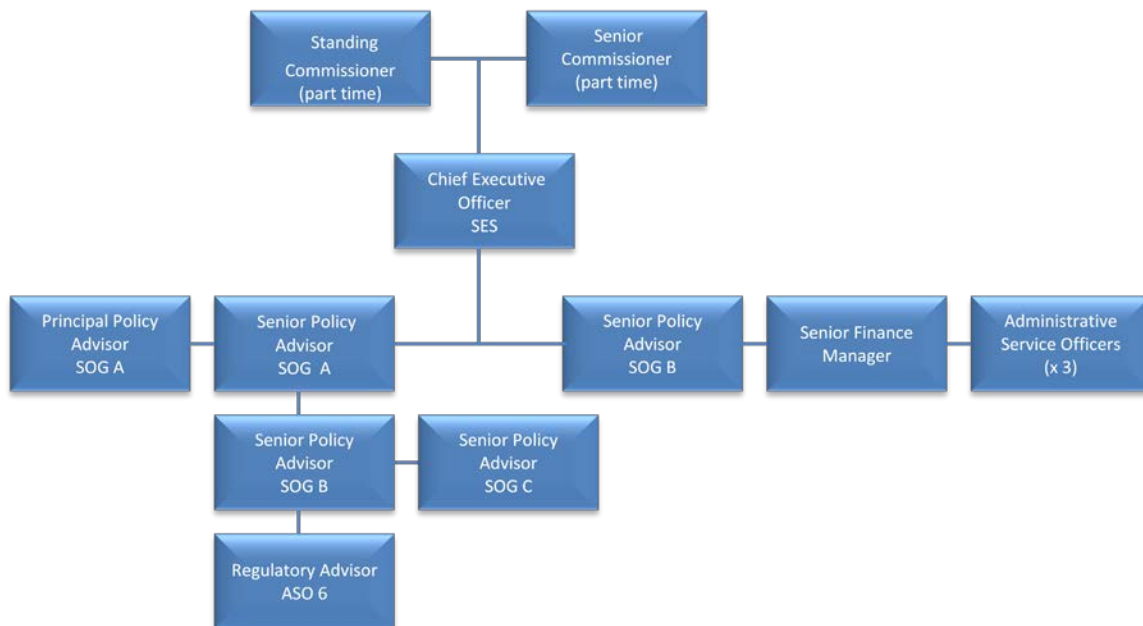 Standing
Commissioner
(part time)
Senior
Commissioner
(part time)
Chief Executive
Officer
SES
Principal Policy
Advisor
SOG A
Senior Policy
Advisor
SOG A
Senior Policy
Advisor
SOG B
Senior Finance
Manager
Administrative
Service Officers
(x 3)
Senior Policy
Advisor
SOG B
Senior Policy
Advisor
SOG C
Regulatory Advisor
ASO 6